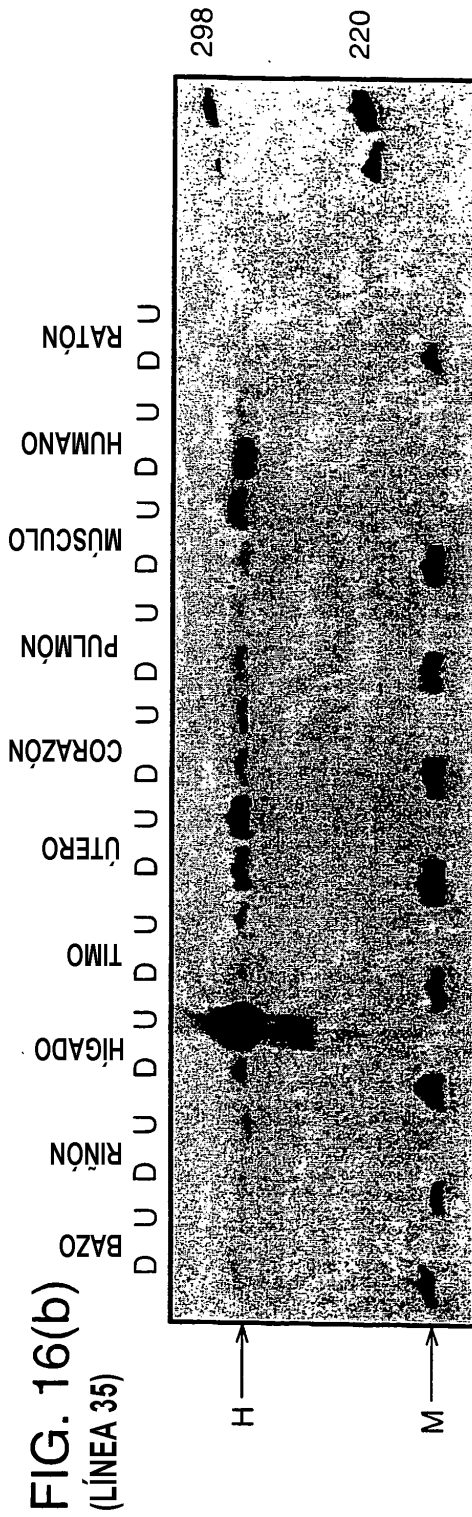 FIG. 16(b)
(LÍNEA 35)
BAZO RIÑÓN HÍGADO TIMO ÚTERO CORAZÓN PULMÓN MÚSCULO HUMANO RATÓN
D U D U D U D U D U D U D U D U D U D U
298
220
H
M